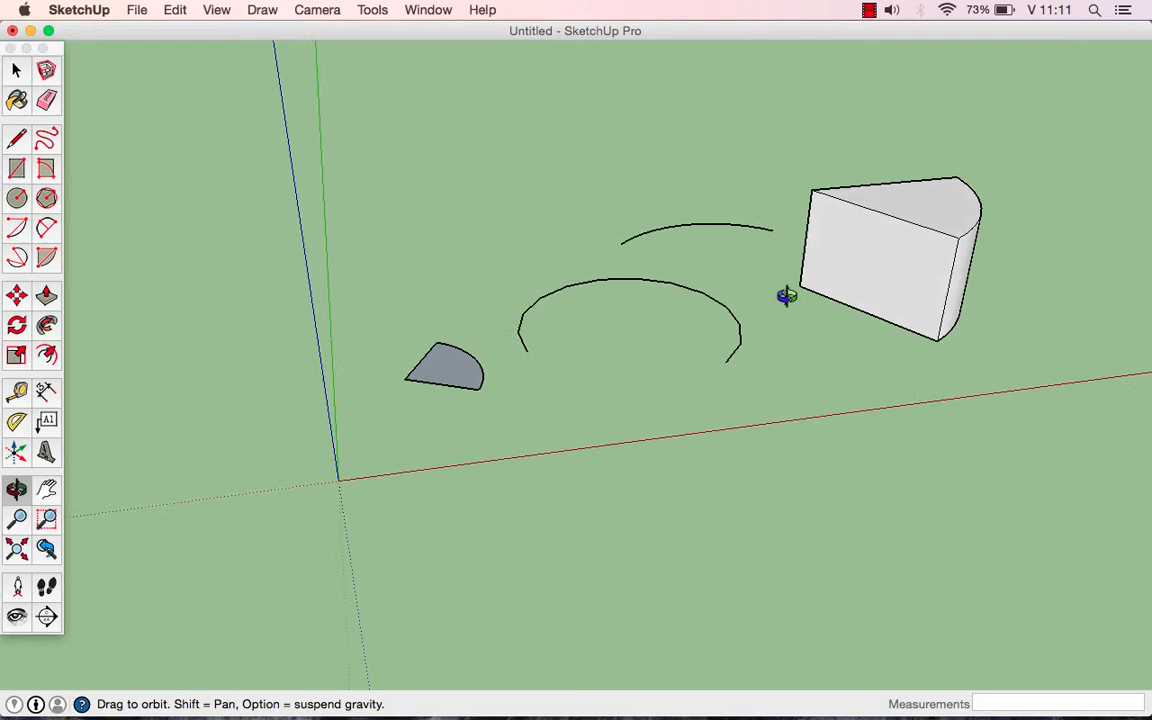 SketchUp File Edit View Draw Camera Tools Window Help 73% V 11:11
Untitled - SketchUp Pro
A1
Drag to orbit. Shift = Pan, Option = suspend gravity. Measurements